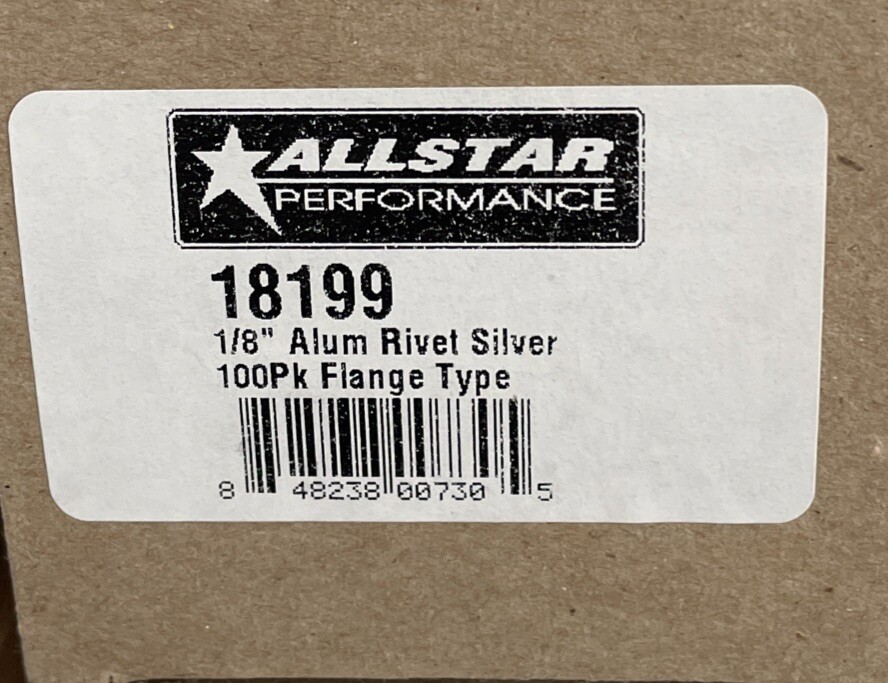 ALLSTAR
PERFORMANCE
18199
1/8" Alum Rivet Silver
100Pk Flange Type
8 48238 00730 5